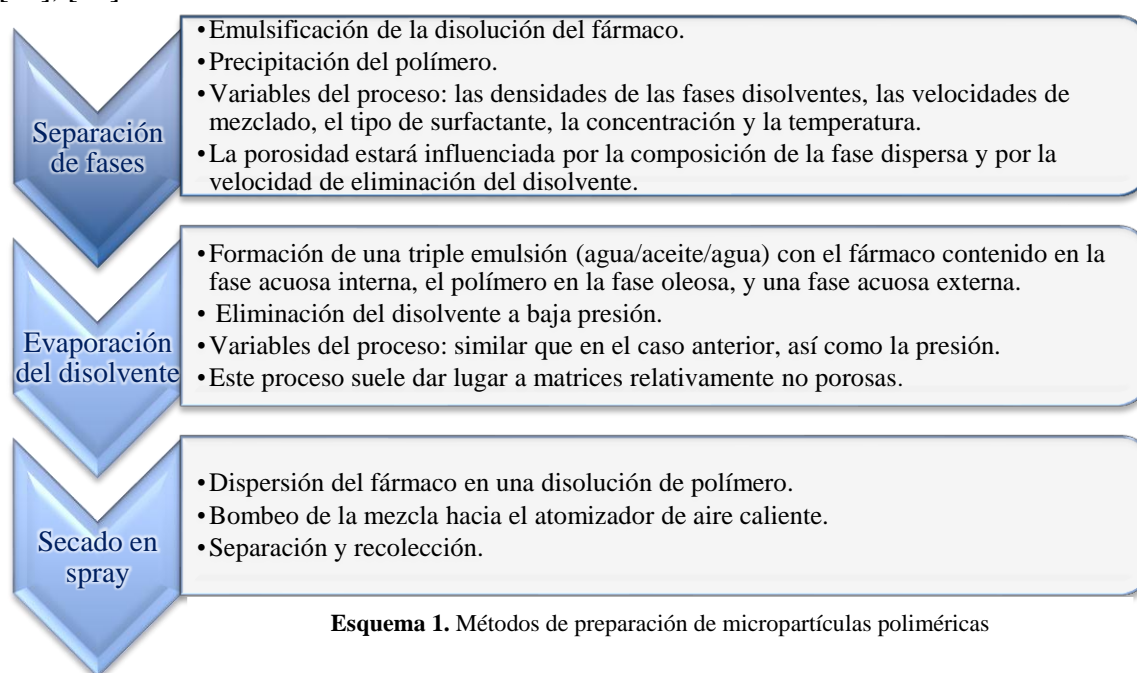 Separación
de fases
•Emulsificación de la disolución del fármaco.
•Precipitación del polímero.
•Variables del proceso: las densidades de las fases disolventes, las velocidades de
mezclado, el tipo de surfactante, la concentración y la temperatura.
•La porosidad estará influenciada por la composición de la fase dispersa y por la
velocidad de eliminación del disolvente.
Evaporación
del disolvente
•Formación de una triple emulsión (agua/aceite/agua) con el fármaco contenido en la
fase acuosa interna, el polímero en la fase oleosa, y una fase acuosa externa.
• Eliminación del disolvente a baja presión.
•Variables del proceso: similar que en el caso anterior, así como la presión.
•Este proceso suele dar lugar a matrices relativamente no porosas.
Secado en
spray
•Dispersión del fármaco en una disolución de polímero.
•Bombeo de la mezcla hacia el atomizador de aire caliente.
•Separación y recolección.
Esquema 1. Métodos de preparación de micropartículas poliméricas